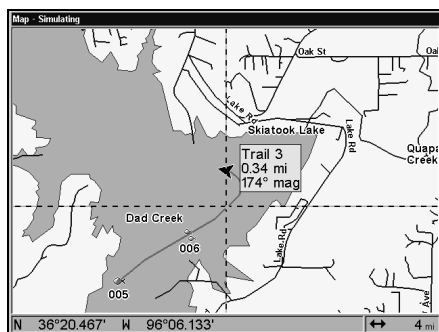 Map - Simulating
Oak St
Oa
Lake Rd
Skiatook Lake
Lake Rd
Quapa
Creek
Trail 3
0.34 mi
174° mag
Dad Creek
006
Lake Rd
005
Ave
N 36°20.467' W 96°06.133' ↔ 4 mi